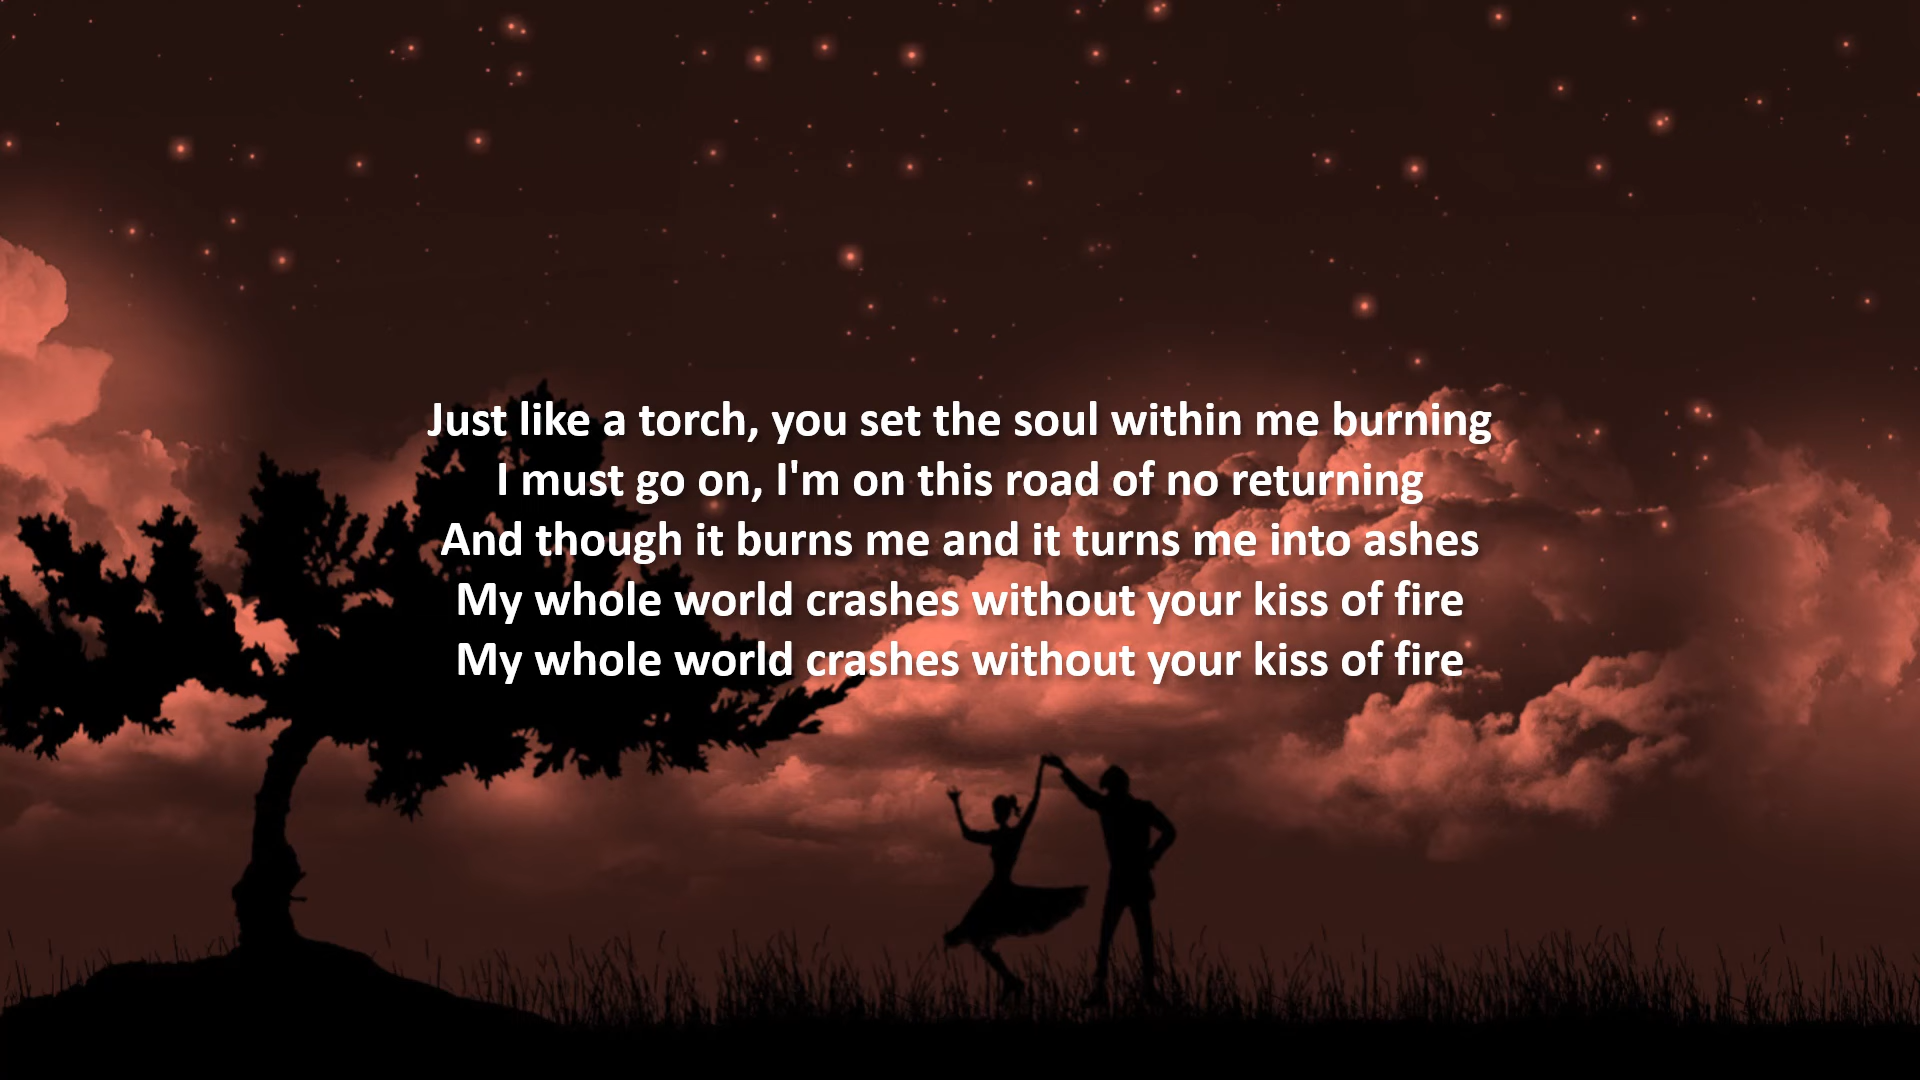 Just like a torch, you set the soul within me burning
I must go on, I'm on this road of no returning
And though it burns me and it turns me into ashes
My whole world crashes without your kiss of fire
My whole world crashes without your kiss of fire